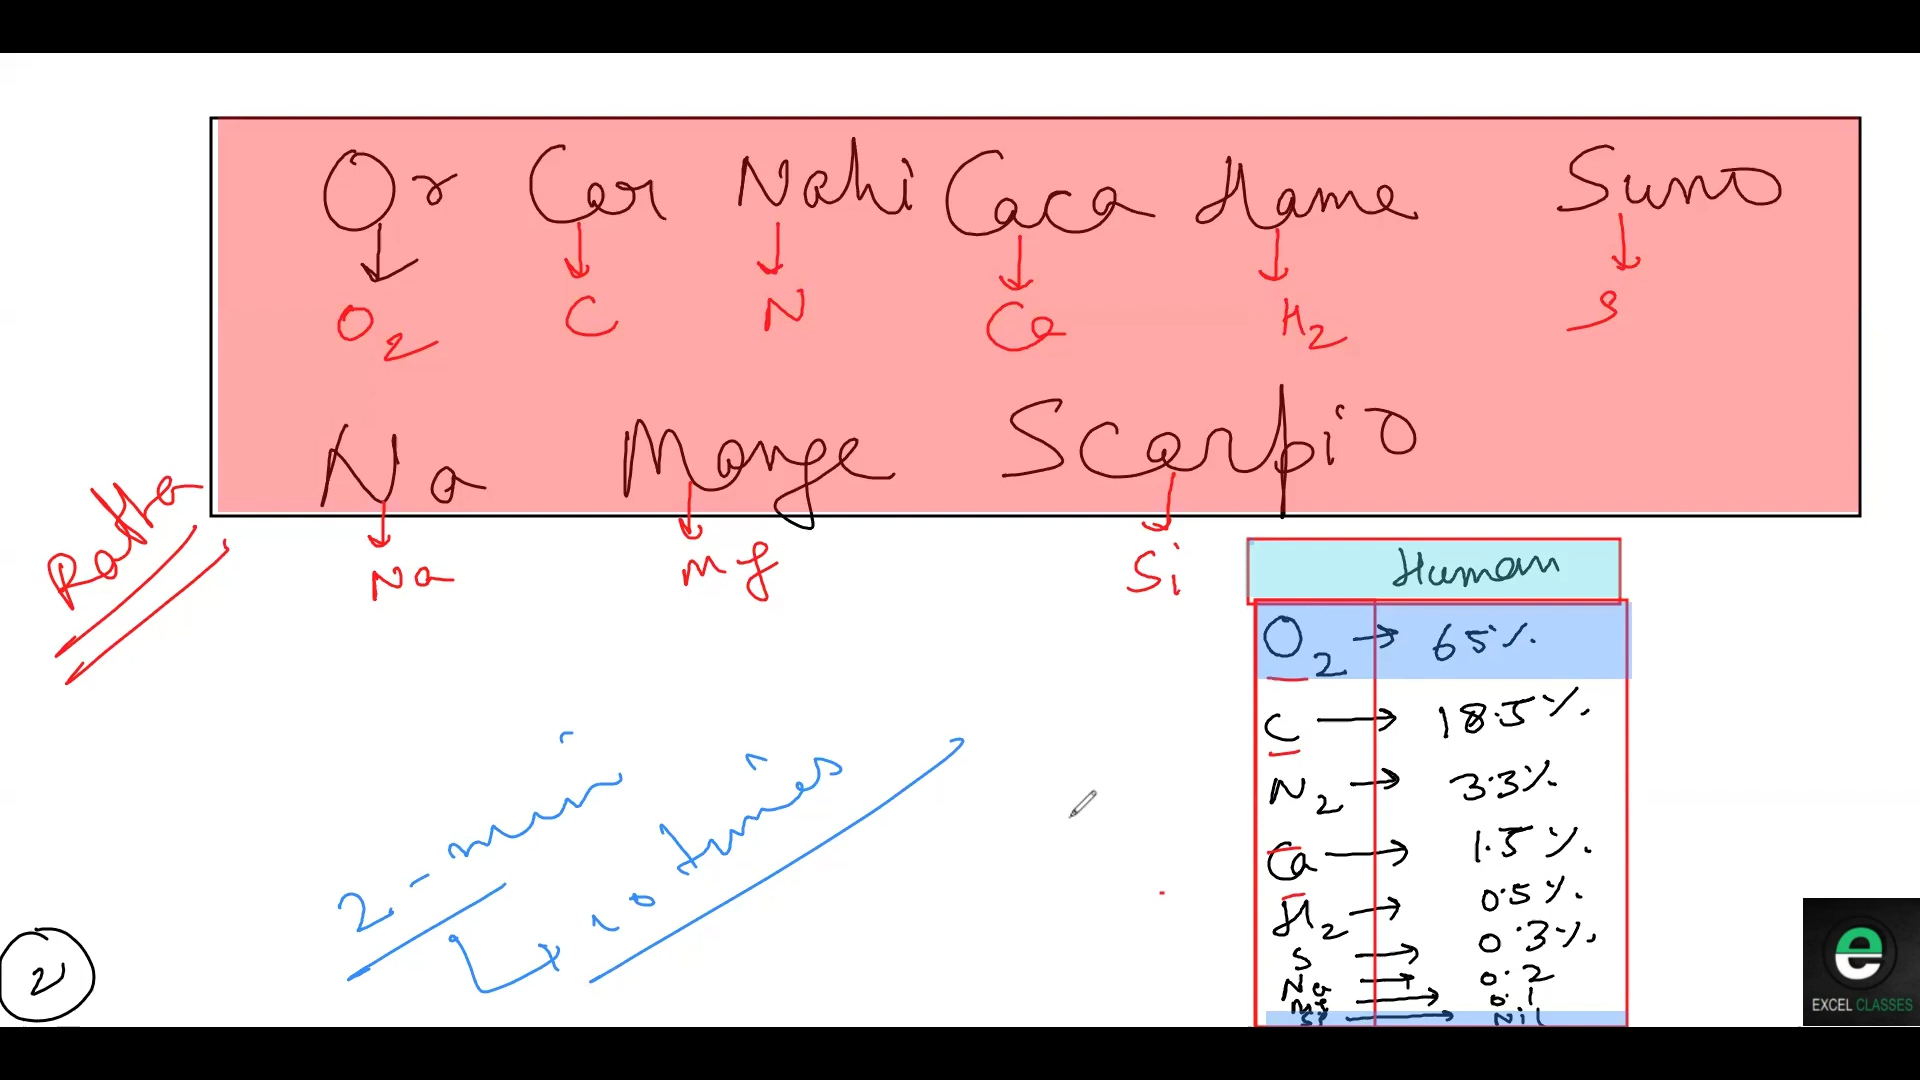 Or Car Nahi Caca Hame Suno
O2 C N Ca H2 S
Na Mange Scarpio
Na Mg Si
Ratta
2-min
10 times
2
Human
O2 → 65%
C → 18.5%
N2 → 3.3%
Ca → 1.5%
H2 → 0.5%
S → 0.3%
Na → 0.2
Mg → 0.1
Si → Nil
e
EXCEL CLASSES